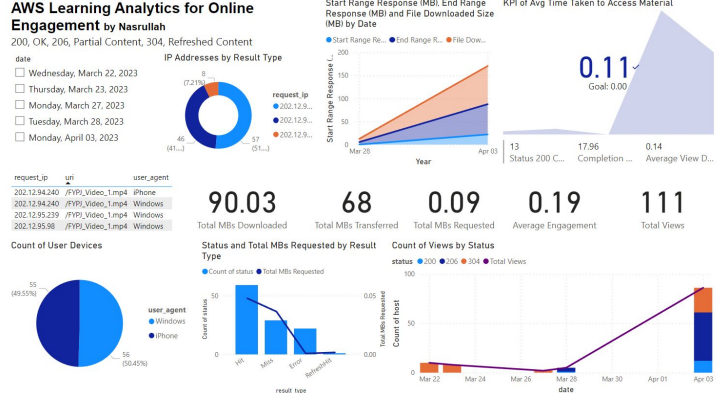 AWS Learning Analytics for Online
Engagement by Nasrullah
200, OK, 206, Partial Content, 304, Refreshed Content
date
Wednesday, March 22, 2023
Thursday, March 23, 2023
Monday, March 27, 2023
Tuesday, March 28, 2023
Monday, April 03, 2023
IP Addresses by Result Type
8
(7.21%)
46
(41....)
57
(51....)
request_ip
202.12.9...
202.12.9...
202.12.9...
Start Range Response (MB), End Range
Response (MB) and File Downloaded Size
(MB) by Date
Start Range Re... End Range R... File Dow...
Start Range Response (...
200
150
100
50
0
Mar 28
Apr 03
Year
KPI of Avg Time Taken to Access Material
0.11
Goal: 0.00
13
Status 200 C...
17.96
Completion ...
0.14
Average View D...
request_ip uri user_agent
202.12.94.240 /FYPJ_Video_1.mp4 iPhone
202.12.94.240 /FYPJ_Video_1.mp4 Windows
202.12.95.239 /FYPJ_Video_1.mp4 Windows
202.12.95.98 /FYPJ_Video_1.mp4 Windows
90.03
Total MBs Downloaded
68
Total MBs Transferred
0.09
Total MBs Requested
0.19
Average Engagement
111
Total Views
Count of User Devices
55
(49.55%)
56
(50.45%)
user_agent
Windows
iPhone
Status and Total MBs Requested by Result
Type
Count of status Total MBs Requested
Count of status
50
0
0.05
0.00
Total MBs Requested
Hit
Miss
Error
RefreshHit
result_type
Count of Views by Status
status 200 206 304 Total Views
Count of host
100
50
0
Mar 22
Mar 24
Mar 26
Mar 28
Mar 30
Apr 01
Apr 03
date